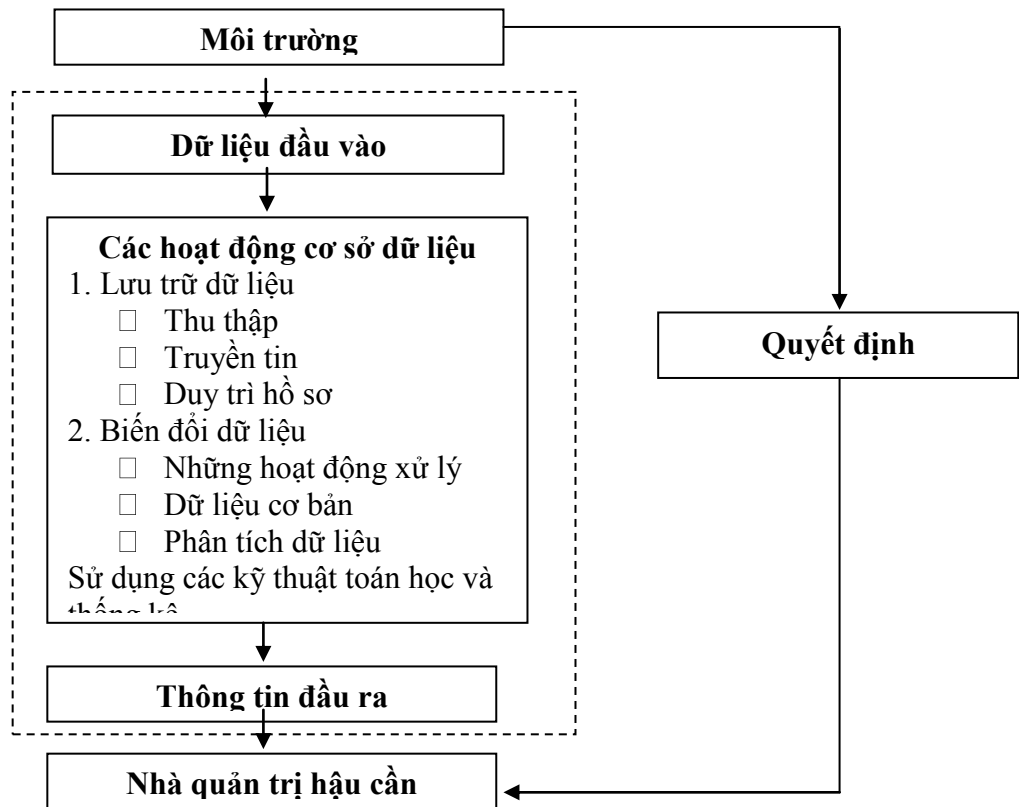 Môi trường
Dữ liệu đầu vào
Các hoạt động cơ sở dữ liệu
1. Lưu trữ dữ liệu
Thu thập
Truyền tin
Duy trì hồ sơ
2. Biến đổi dữ liệu
Những hoạt động xử lý
Dữ liệu cơ bản
Phân tích dữ liệu
Sử dụng các kỹ thuật toán học và
thống kê
Thông tin đầu ra
Nhà quản trị hậu cần
Quyết định